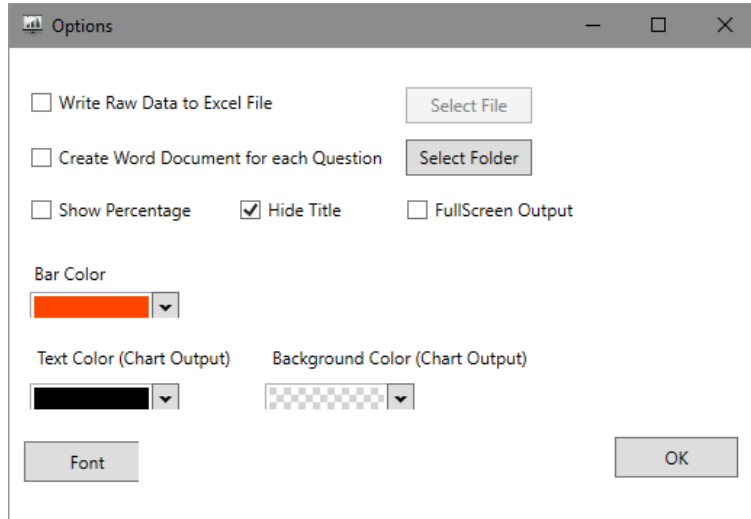 Options
Write Raw Data to Excel File Select File
Create Word Document for each Question Select Folder
Show Percentage Hide Title FullScreen Output
Bar Color
Text Color (Chart Output) Background Color (Chart Output)
Font OK